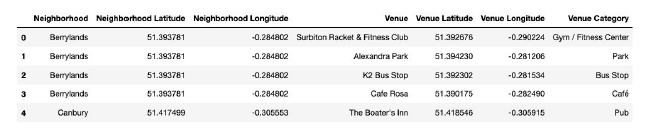 Neighborhood Neighborhood Latitude Neighborhood Longitude Venue Venue Latitude Venue Longitude Venue Category
0 Berrylands 51.393781 -0.284802 Surbiton Racket & Fitness Club 51.392676 -0.290224 Gym / Fitness Center
1 Berrylands 51.393781 -0.284802 Alexandra Park 51.394230 -0.281206 Park
2 Berrylands 51.393781 -0.284802 K2 Bus Stop 51.392302 -0.281534 Bus Stop
3 Berrylands 51.393781 -0.284802 Cafe Rosa 51.390175 -0.282490 Café
4 Canbury 51.417499 -0.305553 The Boater's Inn 51.418546 -0.305915 Pub